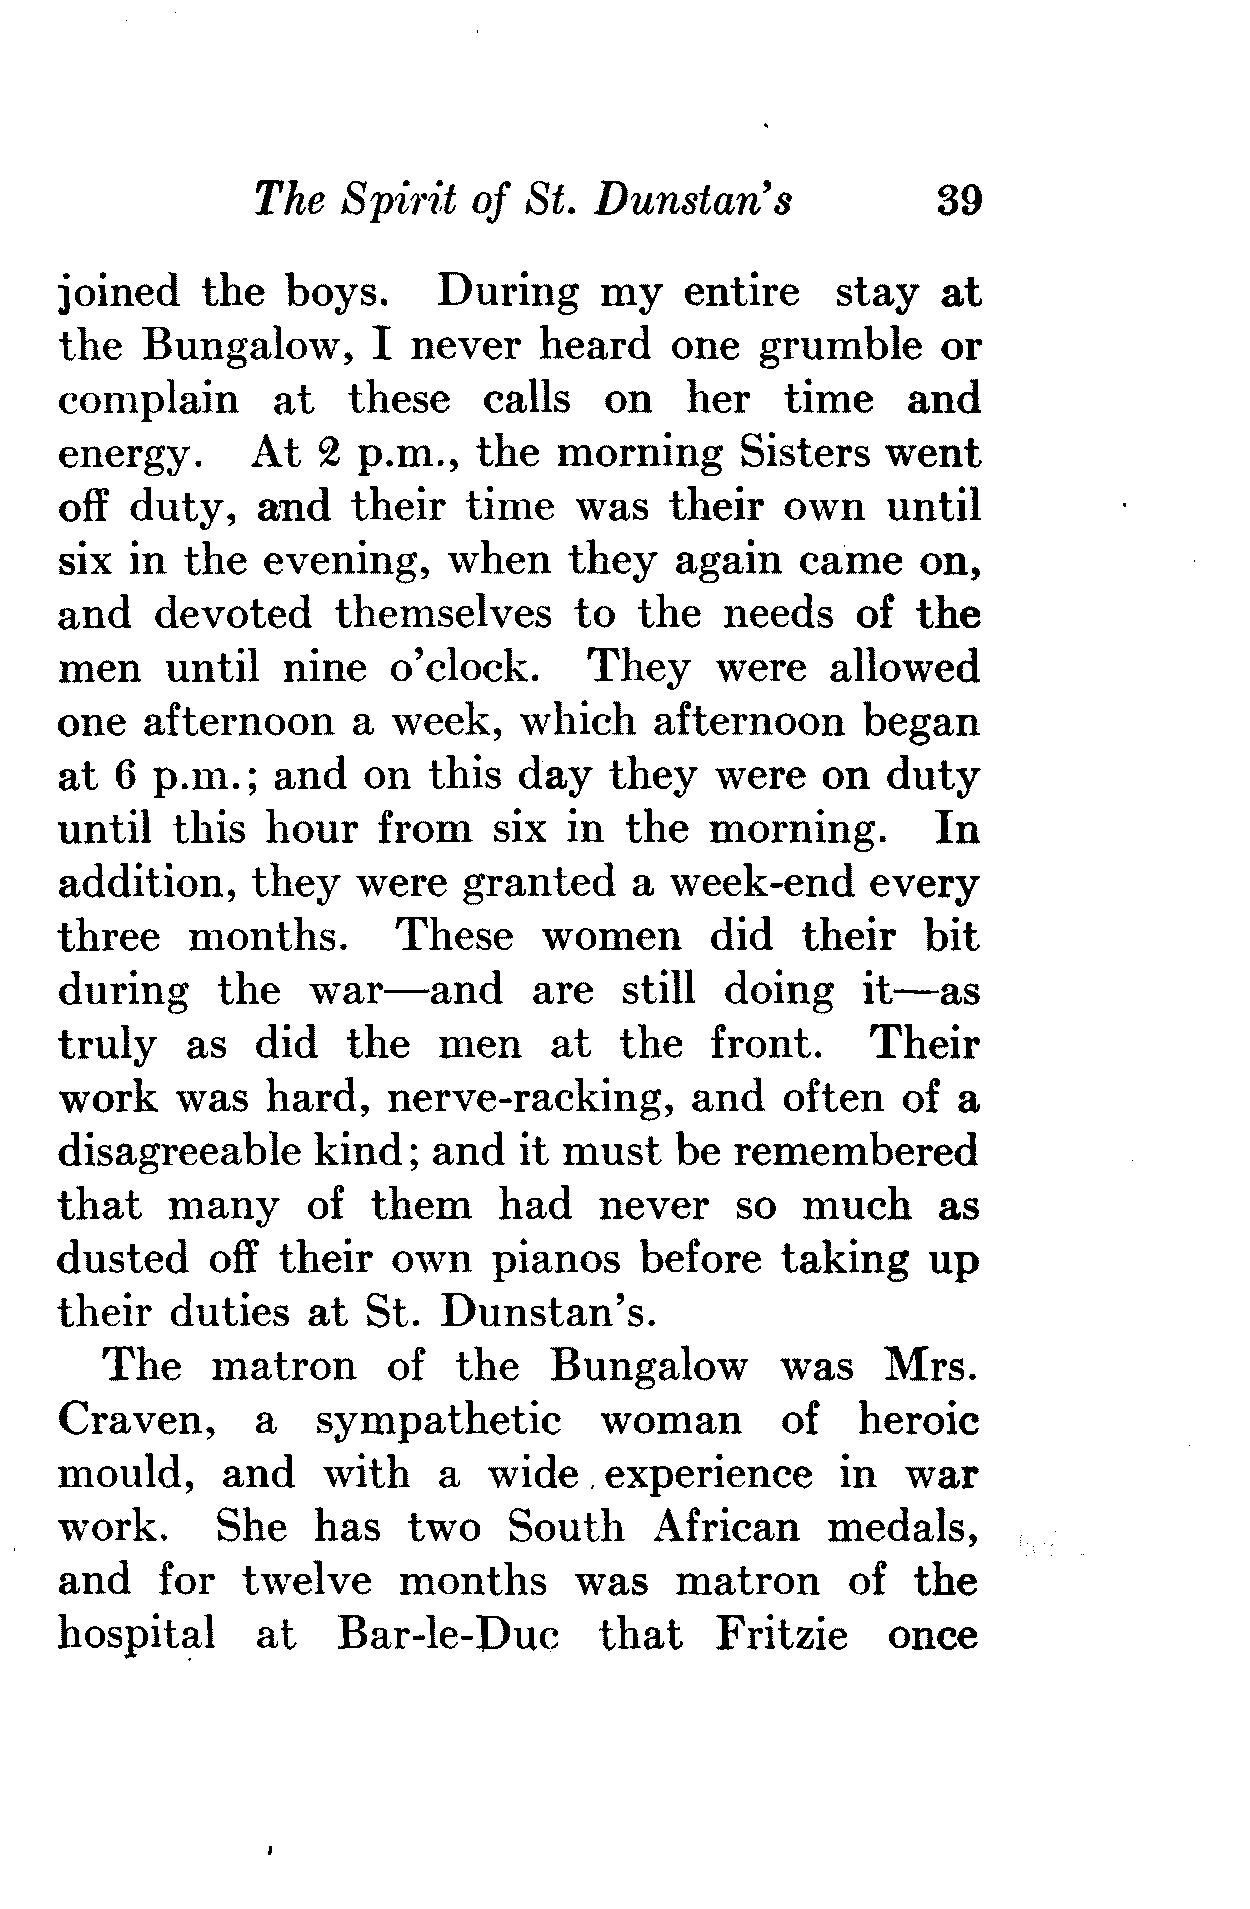 The Spirit of St. Dunstan's 39
joined the boys. During my entire stay at
the Bungalow, I never heard one grumble or
complain at these calls on her time and
energy. At 2 p.m., the morning Sisters went
off duty, and their time was their own until
six in the evening, when they again came on,
and devoted themselves to the needs of the
men until nine o'clock. They were allowed
one afternoon a week, which afternoon began
at 6 p.m.; and on this day they were on duty
until this hour from six in the morning. In
addition, they were granted a week-end every
three months. These women did their bit
during the war—and are still doing it—as
truly as did the men at the front. Their
work was hard, nerve-racking, and often of a
disagreeable kind; and it must be remembered
that many of them had never so much as
dusted off their own pianos before taking up
their duties at St. Dunstan's.
The matron of the Bungalow was Mrs.
Craven, a sympathetic woman of heroic
mould, and with a wide experience in war
work. She has two South African medals,
and for twelve months was matron of the
hospital at Bar-le-Duc that Fritzie once